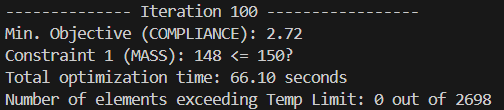 -------------- Iteration 100 -----------------
Min. Objective (COMPLIANCE): 2.72
Constraint 1 (MASS): 148 <= 150?
Total optimization time: 66.10 seconds
Number of elements exceeding Temp Limit: 0 out of 2698